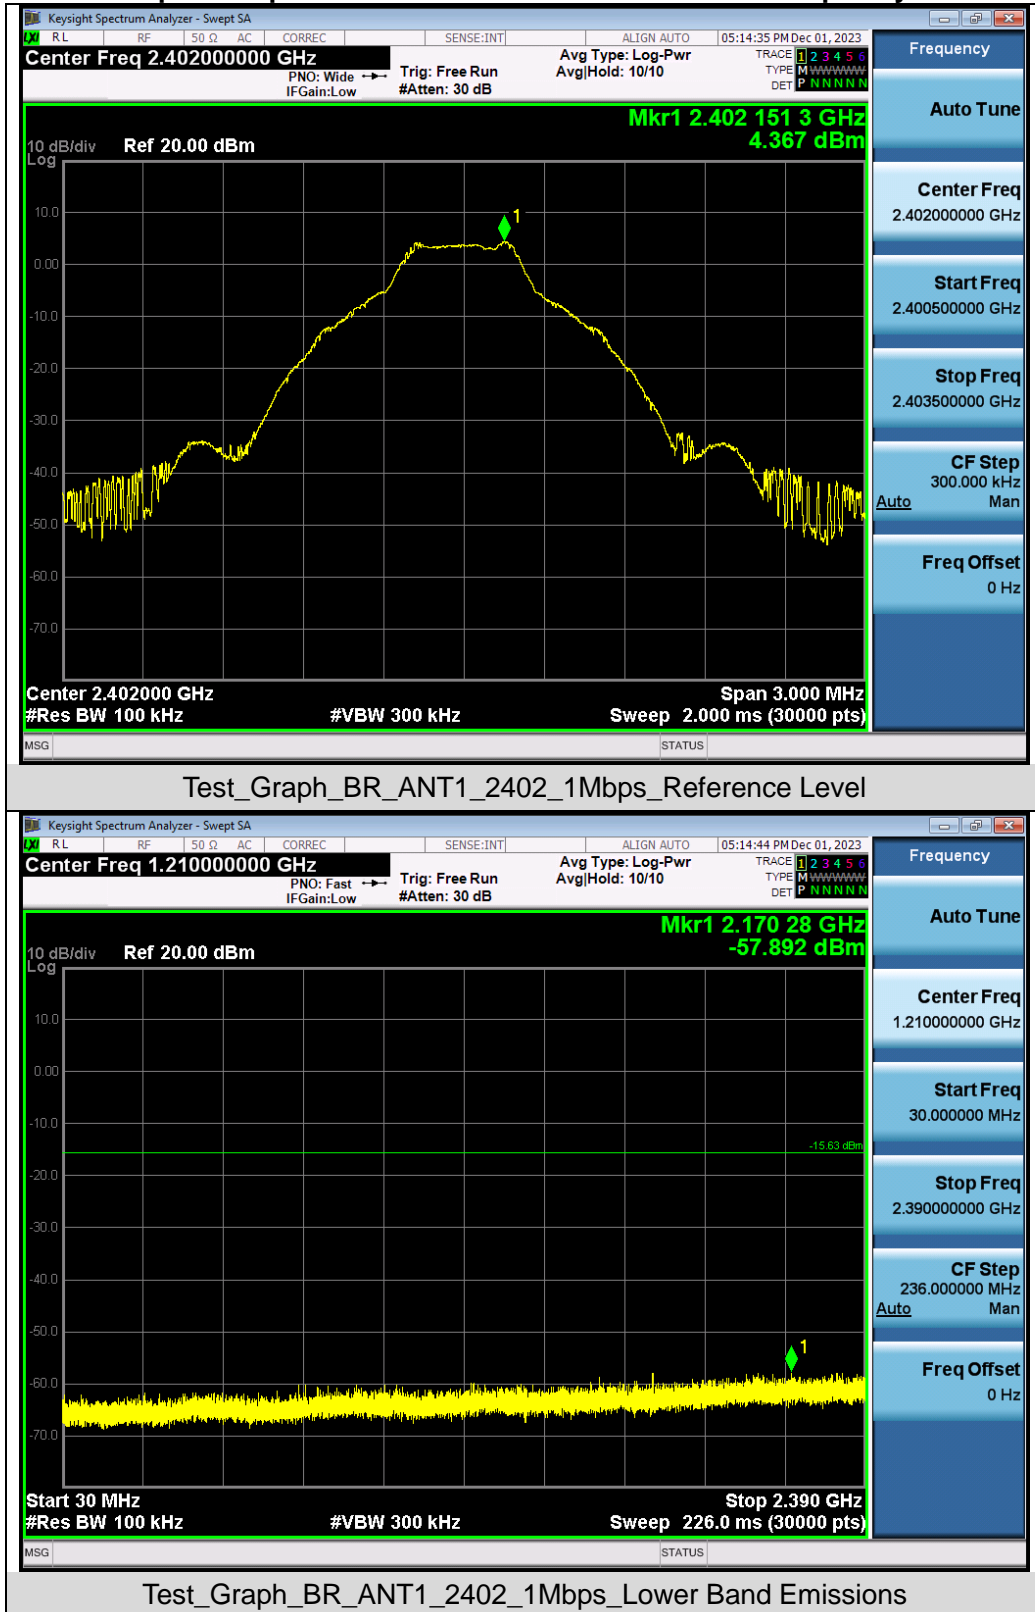 Keysight Spectrum Analyzer - Swept SA
LXI RL RF 50 Ω AC CORREC SENSE:INT ALIGN AUTO 05:14:35 PM Dec 01, 2023
Center Freq 2.402000000 GHz
PNO: Wide
IFGain:Low
Trig: Free Run
#Atten: 30 dB
Avg Type: Log-Pwr
Avg|Hold: 10/10
TRACE 1 2 3 4 5 6
TYPE M WWWWW
DET P N N N N N
Mkr1 2.402 151 3 GHz
4.367 dBm
10 dB/div Ref 20.00 dBm
Log
10.0
0.00
-10.0
-20.0
-30.0
-40.0
-50.0
-60.0
-70.0
1
Center 2.402000 GHz Span 3.000 MHz
#Res BW 100 kHz #VBW 300 kHz Sweep 2.000 ms (30000 pts)
MSG STATUS
Frequency
Auto Tune
Center Freq
2.402000000 GHz
Start Freq
2.400500000 GHz
Stop Freq
2.403500000 GHz
CF Step
300.000 kHz
Auto Man
Freq Offset
0 Hz
Test_Graph_BR_ANT1_2402_1Mbps_Reference Level
Keysight Spectrum Analyzer - Swept SA
LXI RL RF 50 Ω AC CORREC SENSE:INT ALIGN AUTO 05:14:44 PM Dec 01, 2023
Center Freq 1.210000000 GHz
PNO: Fast
IFGain:Low
Trig: Free Run
#Atten: 30 dB
Avg Type: Log-Pwr
Avg|Hold: 10/10
TRACE 1 2 3 4 5 6
TYPE M WWWWW
DET P N N N N N
Mkr1 2.170 28 GHz
-57.892 dBm
10 dB/div Ref 20.00 dBm
Log
10.0
0.00
-10.0
-15.63 dBm
-20.0
-30.0
-40.0
-50.0
-60.0
-70.0
1
Start 30 MHz Stop 2.390 GHz
#Res BW 100 kHz #VBW 300 kHz Sweep 226.0 ms (30000 pts)
MSG STATUS
Frequency
Auto Tune
Center Freq
1.210000000 GHz
Start Freq
30.000000 MHz
Stop Freq
2.390000000 GHz
CF Step
236.000000 MHz
Auto Man
Freq Offset
0 Hz
Test_Graph_BR_ANT1_2402_1Mbps_Lower Band Emissions